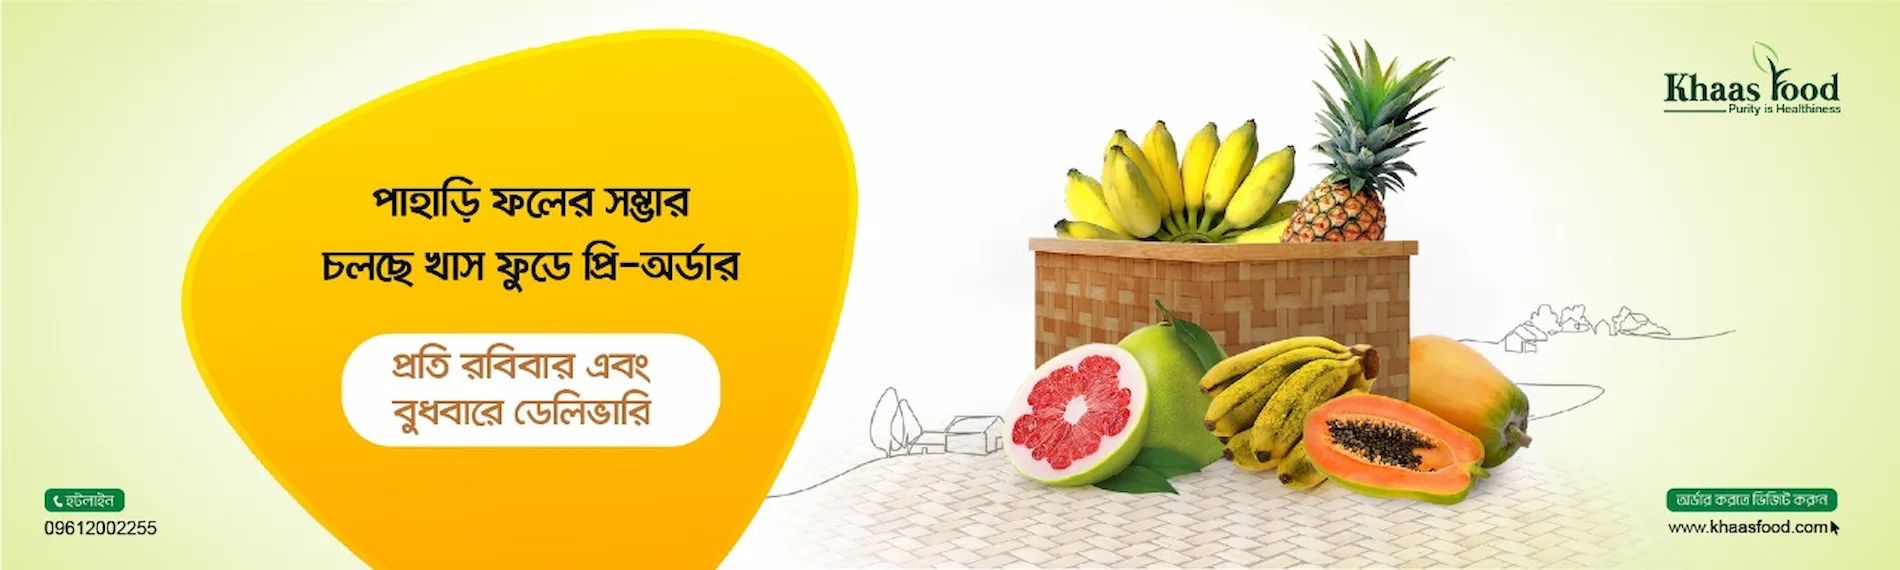 পাহাড়ি ফলের সম্ভার
চলছে খাস ফুডে প্রি-অর্ডার
প্রতি রবিবার এবং
বুধবারে ডেলিভারি
হটলাইন
09612002255
Khaas Food
Purity is Healthiness
অর্ডার করতে ভিজিট করুন
www.khaasfood.com